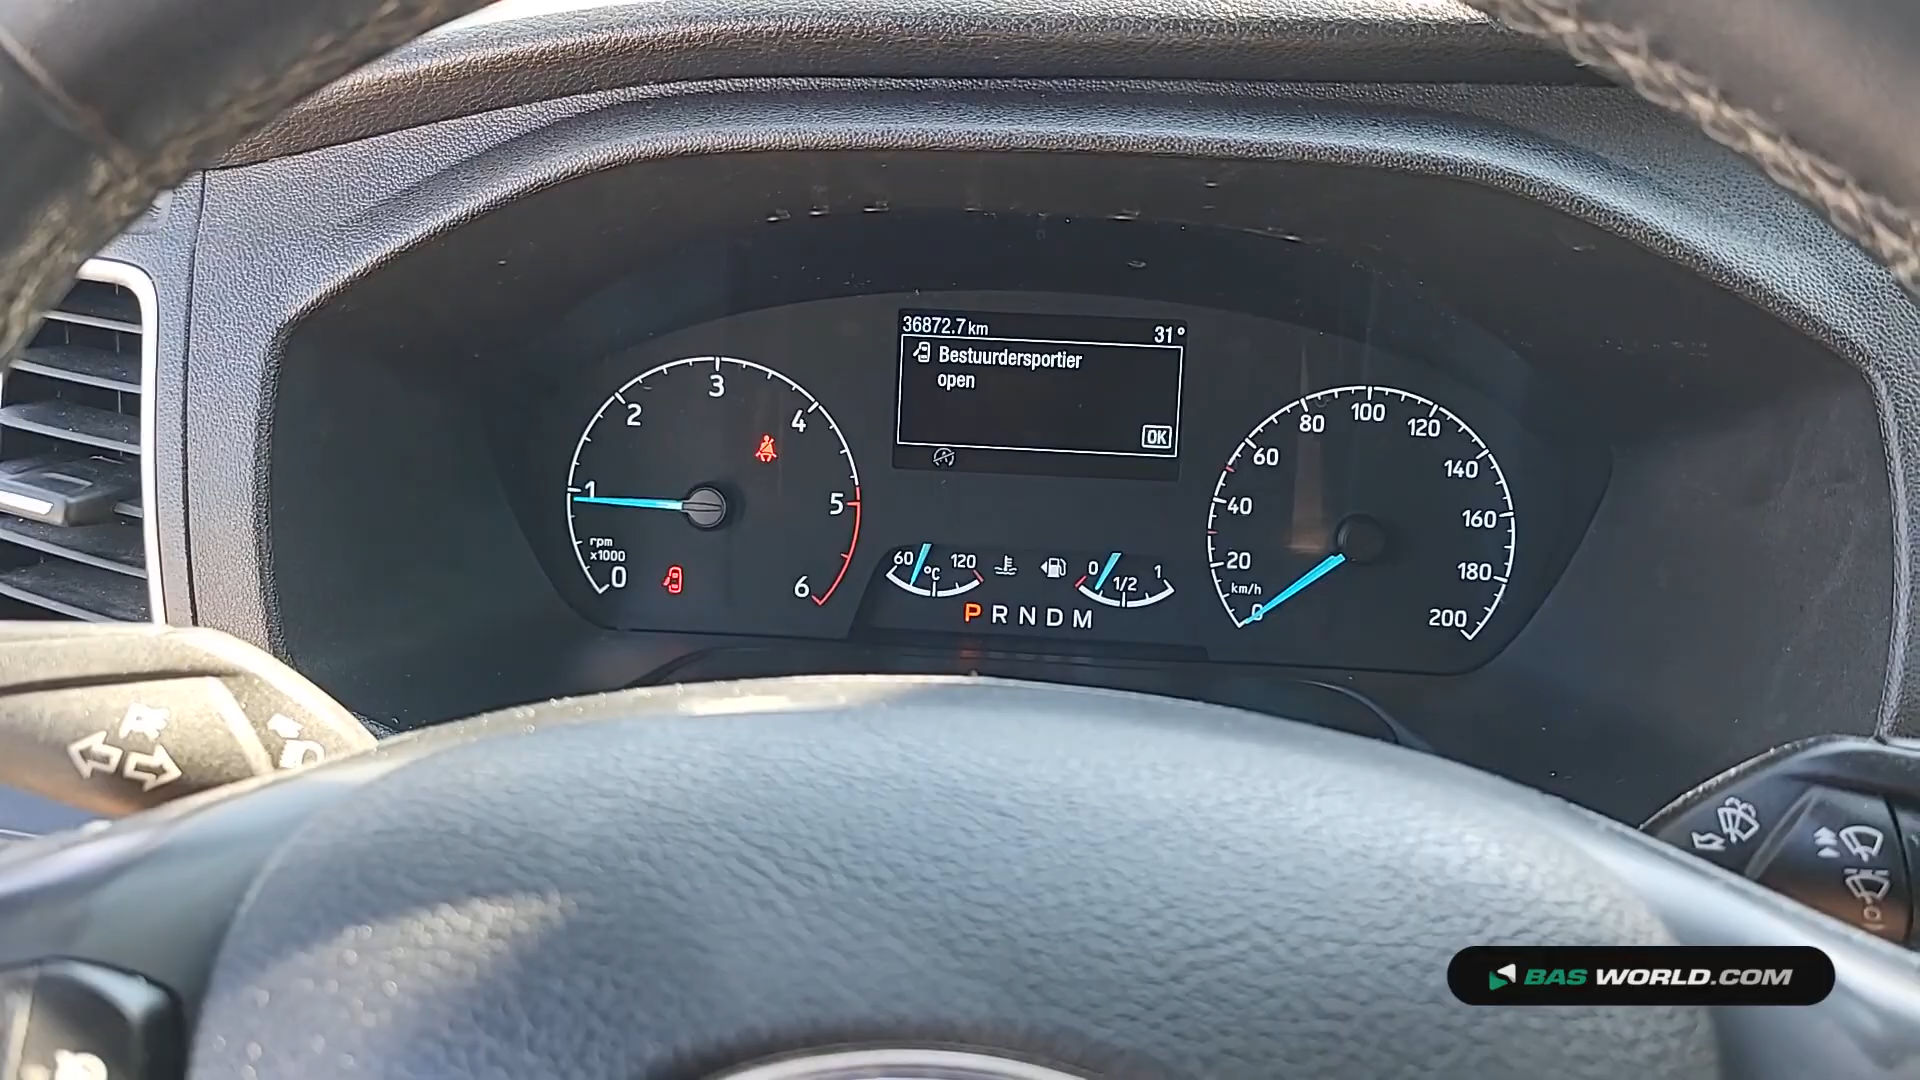 36872.7 km 31°
Bestuurdersportier
open
OK
0 1 2 3 4 5 6
rpm
x1000
60 °C 120
0 1/2 1
P R N D M
0 20 40 60 80 100 120 140 160 180 200
km/h
BAS WORLD.COM